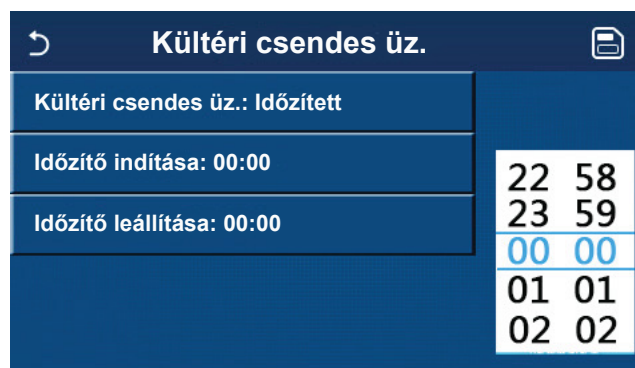 Kültéri csendes üz.
Kültéri csendes üz.: Időzített
Időzítő indítása: 00:00
Időzítő leállítása: 00:00
22 58
23 59
00 00
01 01
02 02